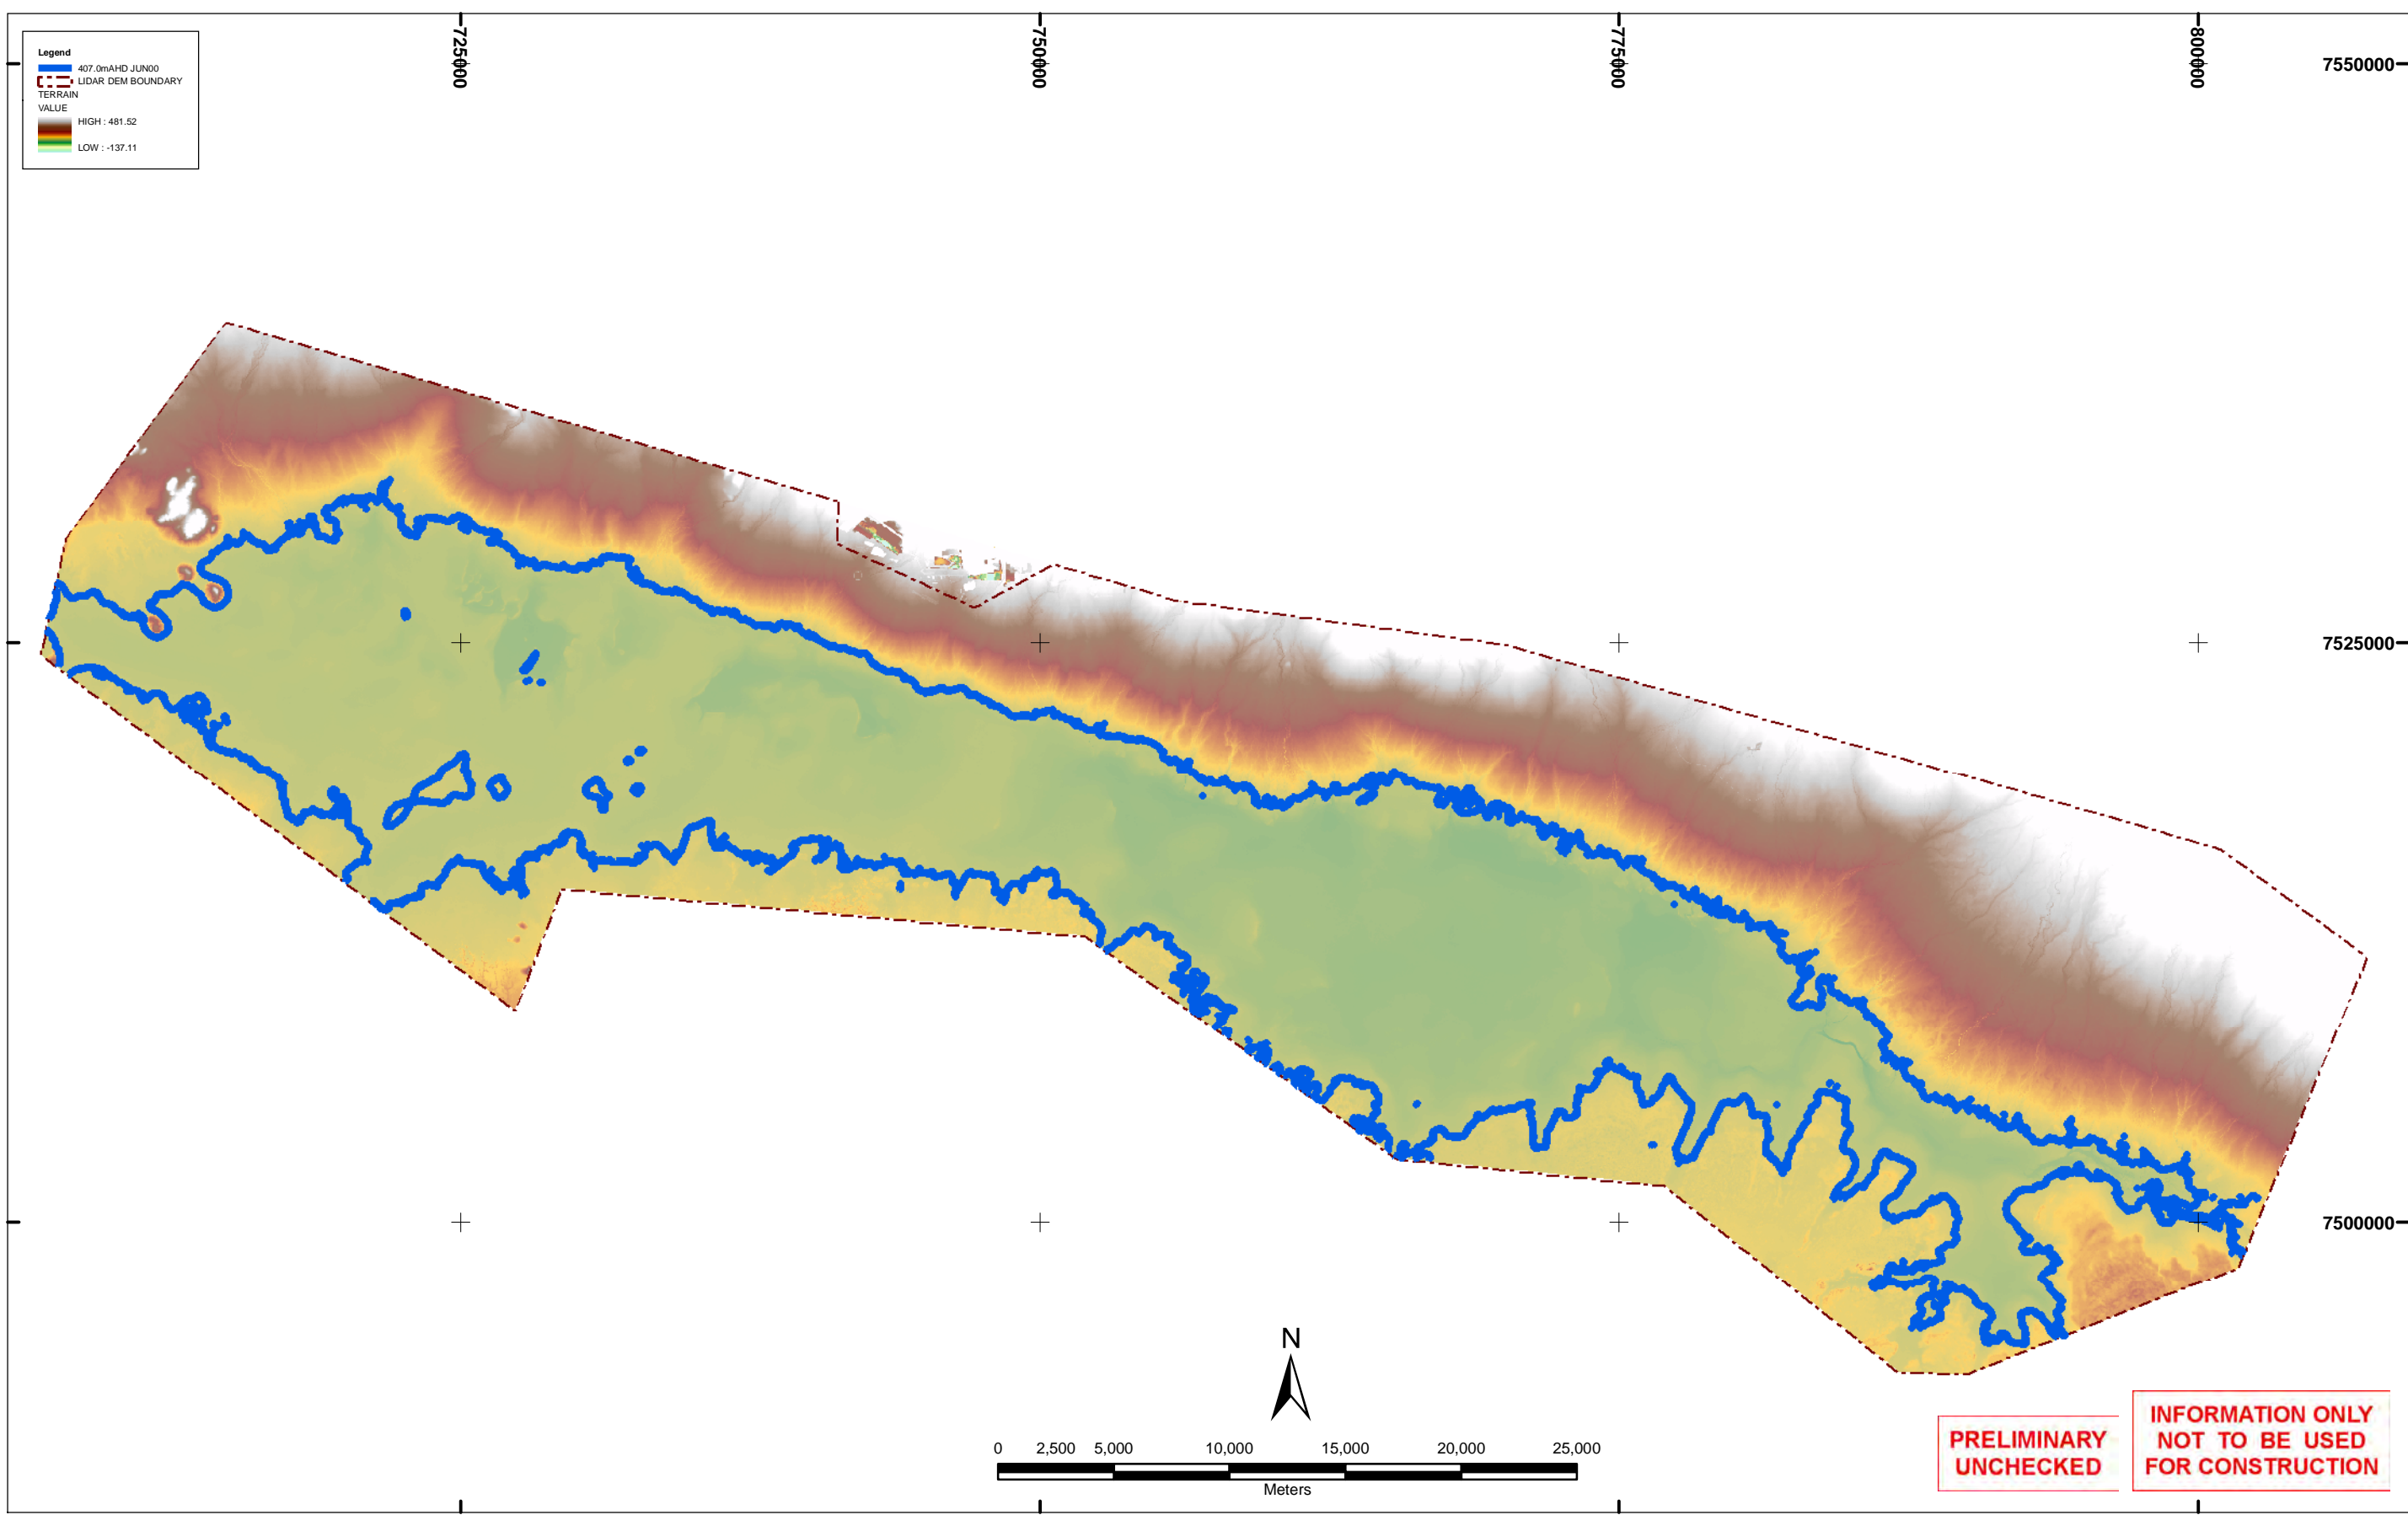 725000
750000
775000
800000
7550000
Legend
407.0mAHD JUN00
LIDAR DEM BOUNDARY
TERRAIN
VALUE
HIGH : 481.52
LOW : -137.11
7525000
7500000
N
0 2,500 5,000 10,000 15,000 20,000 25,000
Meters
PRELIMINARY
UNCHECKED
INFORMATION ONLY
NOT TO BE USED
FOR CONSTRUCTION